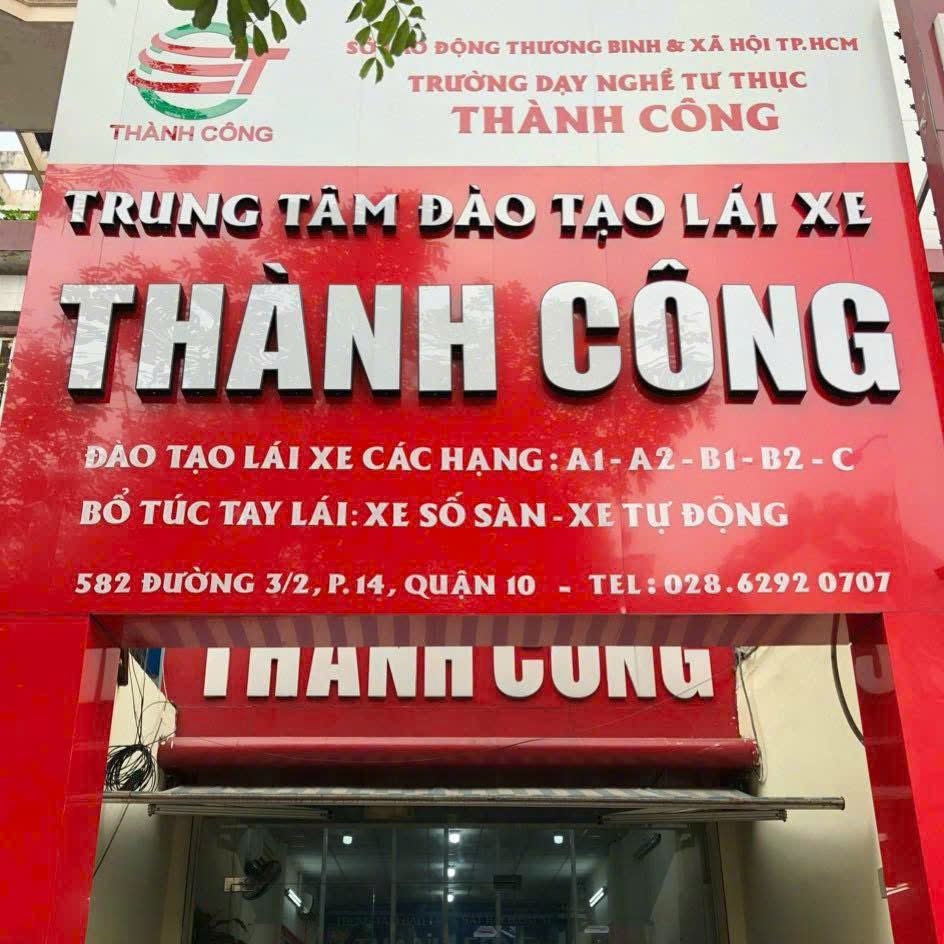 THÀNH CÔNG
SỞ LAO ĐỘNG THƯƠNG BINH & XÃ HỘI TP.HCM
TRƯỜNG DẠY NGHỀ TƯ THỤC
THÀNH CÔNG
TRUNG TÂM ĐÀO TẠO LÁI XE
THÀNH CÔNG
ĐÀO TẠO LÁI XE CÁC HẠNG : A1 - A2 - B1 - B2 - C
BỔ TÚC TAY LÁI: XE SỐ SÀN - XE TỰ ĐỘNG
582 ĐƯỜNG 3/2, P. 14, QUẬN 10 - TEL : 028 . 6292 0707
THÀNH CÔNG